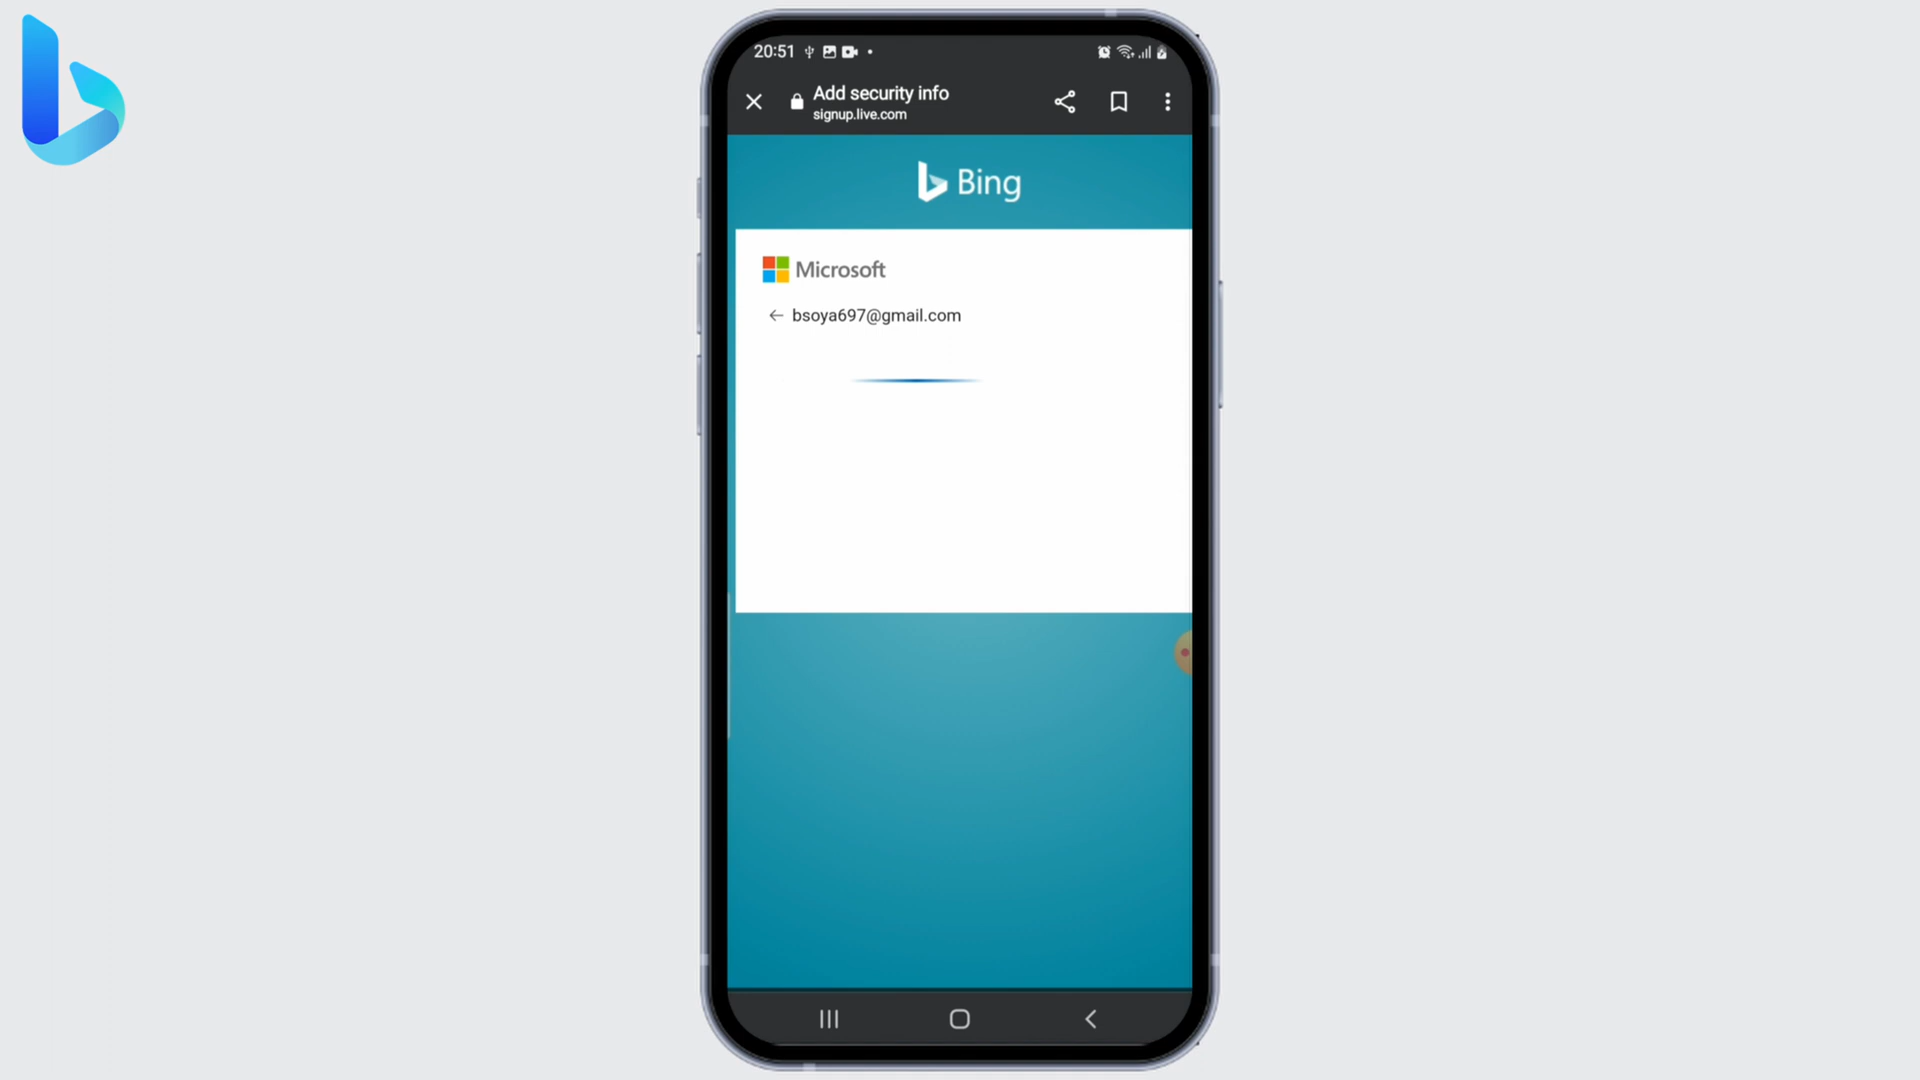 20:51
Add security info
signup.live.com
Bing
Microsoft
bsoya697@gmail.com